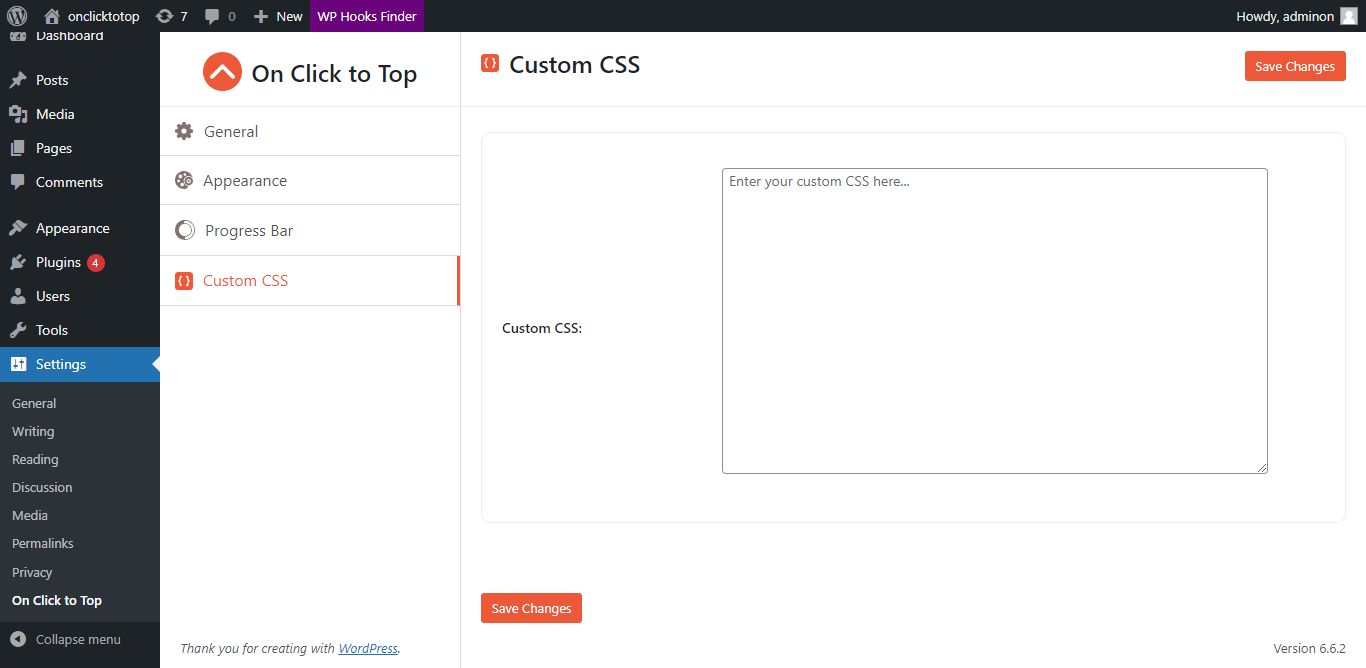 onclicktotop 7 0 New WP Hooks Finder Howdy, adminon
Dashboard
Posts
Media
Pages
Comments
Appearance
Plugins 4
Users
Tools
Settings
General
Writing
Reading
Discussion
Media
Permalinks
Privacy
On Click to Top
Collapse menu
On Click to Top
General
Appearance
Progress Bar
Custom CSS
Custom CSS
Save Changes
Custom CSS:
Enter your custom CSS here...
Save Changes
Thank you for creating with WordPress.
Version 6.6.2